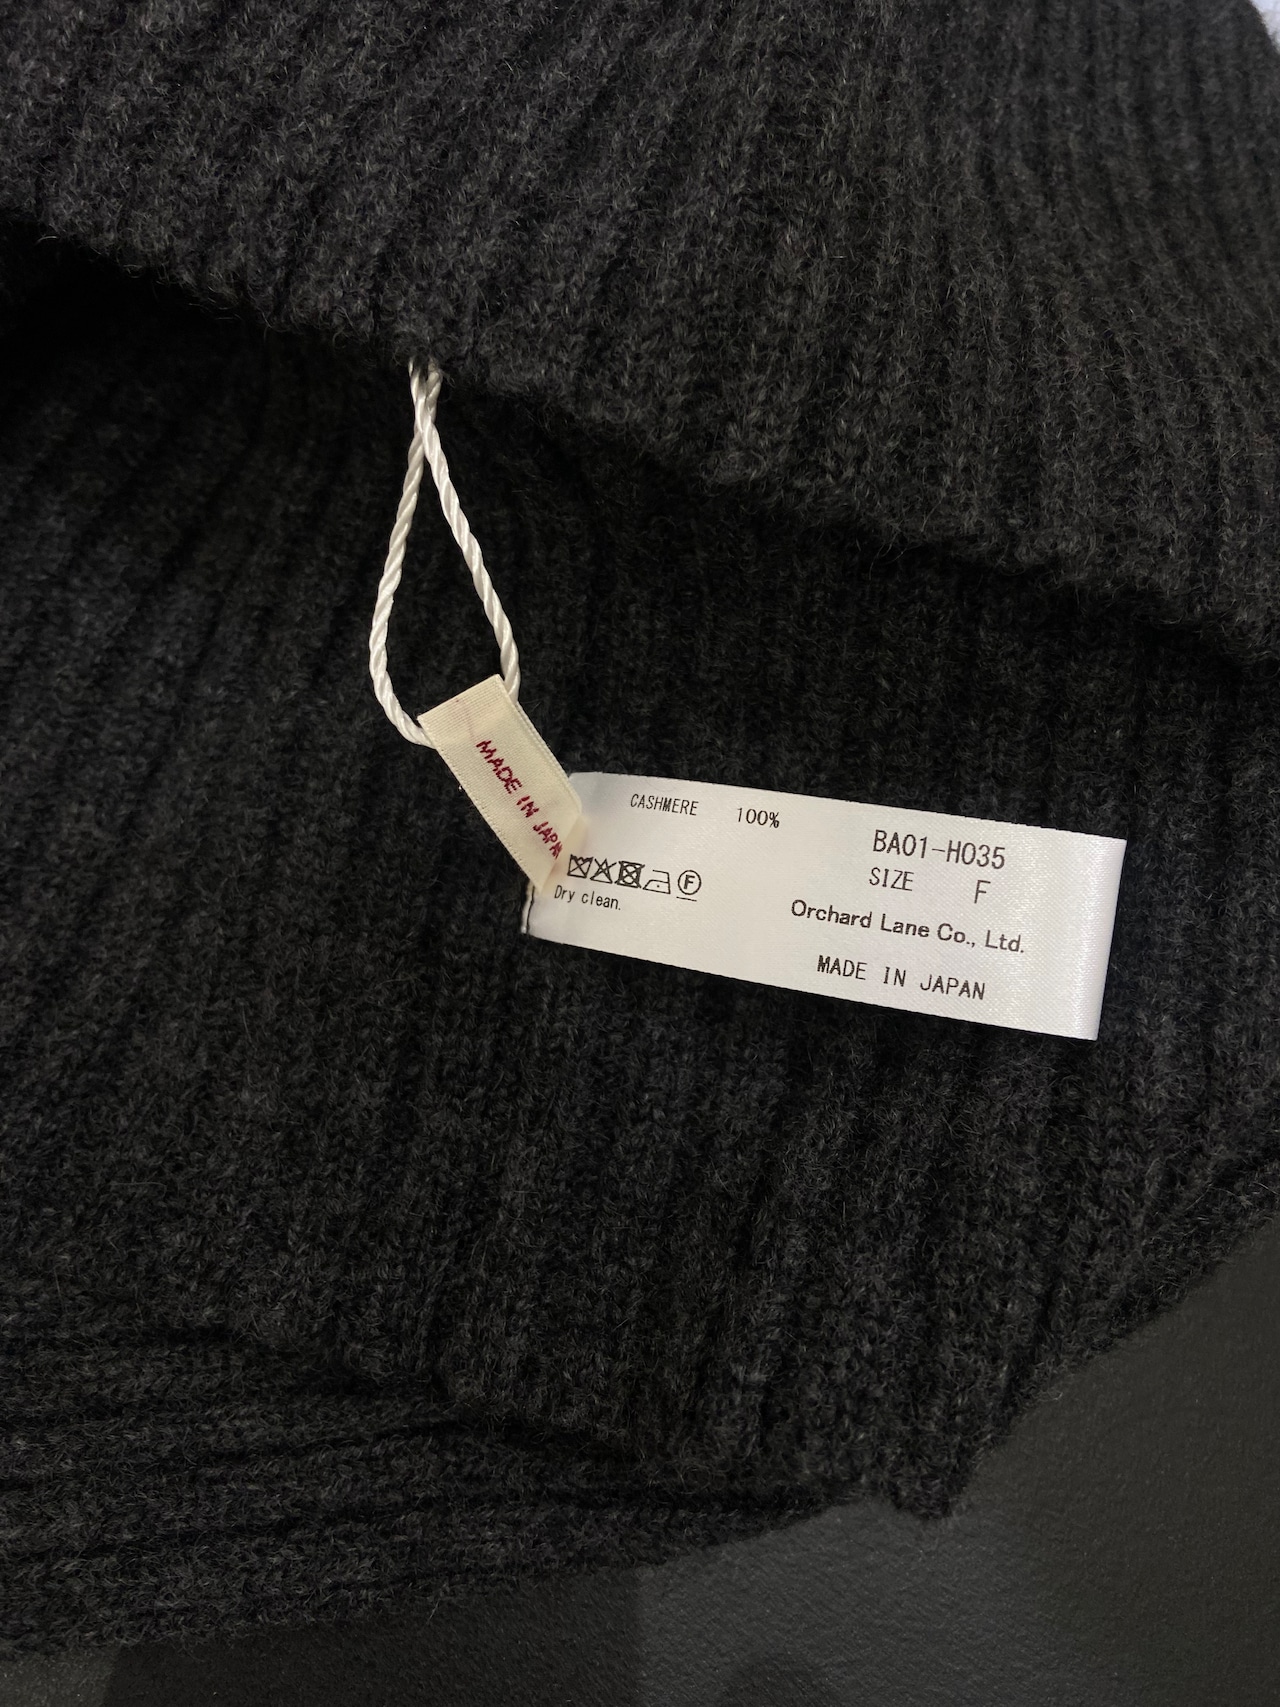 MADE IN JAPAN
CASHMERE 100%
Dry clean.
BA01-H035
SIZE F
Orchard Lane Co., Ltd.
MADE IN JAPAN